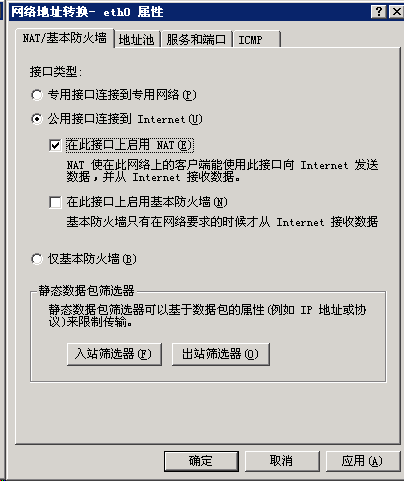 网络地址转换- eth0 属性
NAT/基本防火墙 地址池 服务和端口 ICMP
接口类型:
专用接口连接到专用网络(P)
公用接口连接到 Internet(U)
在此接口上启用 NAT(E)
NAT 使在此网络上的客户端能使用此接口向 Internet 发送
数据，并从 Internet 接收数据。
在此接口上启用基本防火墙(N)
基本防火墙只有在网络要求的时候才从 Internet 接收数据
仅基本防火墙(B)
静态数据包筛选器
静态数据包筛选器可以基于数据包的属性(例如 IP 地址或协
议)来限制传输。
入站筛选器(F) 出站筛选器(O)
确定 取消 应用(A)